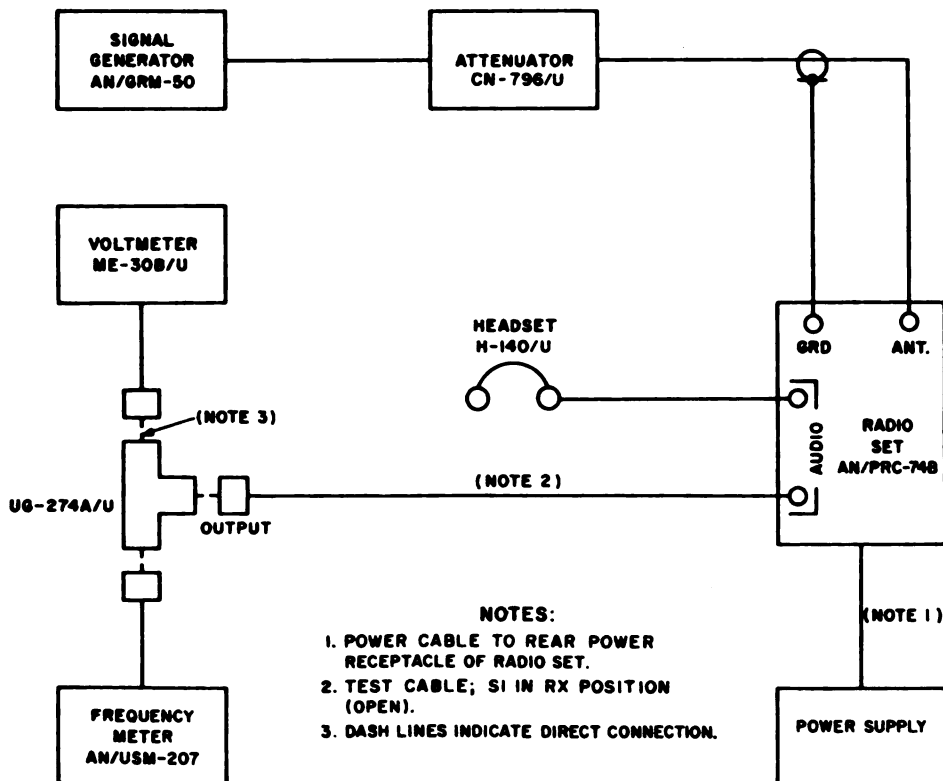 SIGNAL
GENERATOR
AN/GRM-50
ATTENUATOR
CN-796/U
VOLTMETER
ME-30B/U
HEADSET
H-140/U
GRD
ANT.
(NOTE 3)
AUDIO
RADIO
SET
AN/PRC-74B
UG-274A/U
OUTPUT
(NOTE 2)
(NOTE 1)
NOTES:
1. POWER CABLE TO REAR POWER
RECEPTACLE OF RADIO SET.
2. TEST CABLE; S1 IN RX POSITION
(OPEN).
3. DASH LINES INDICATE DIRECT CONNECTION.
FREQUENCY
METER
AN/USM-207
POWER SUPPLY